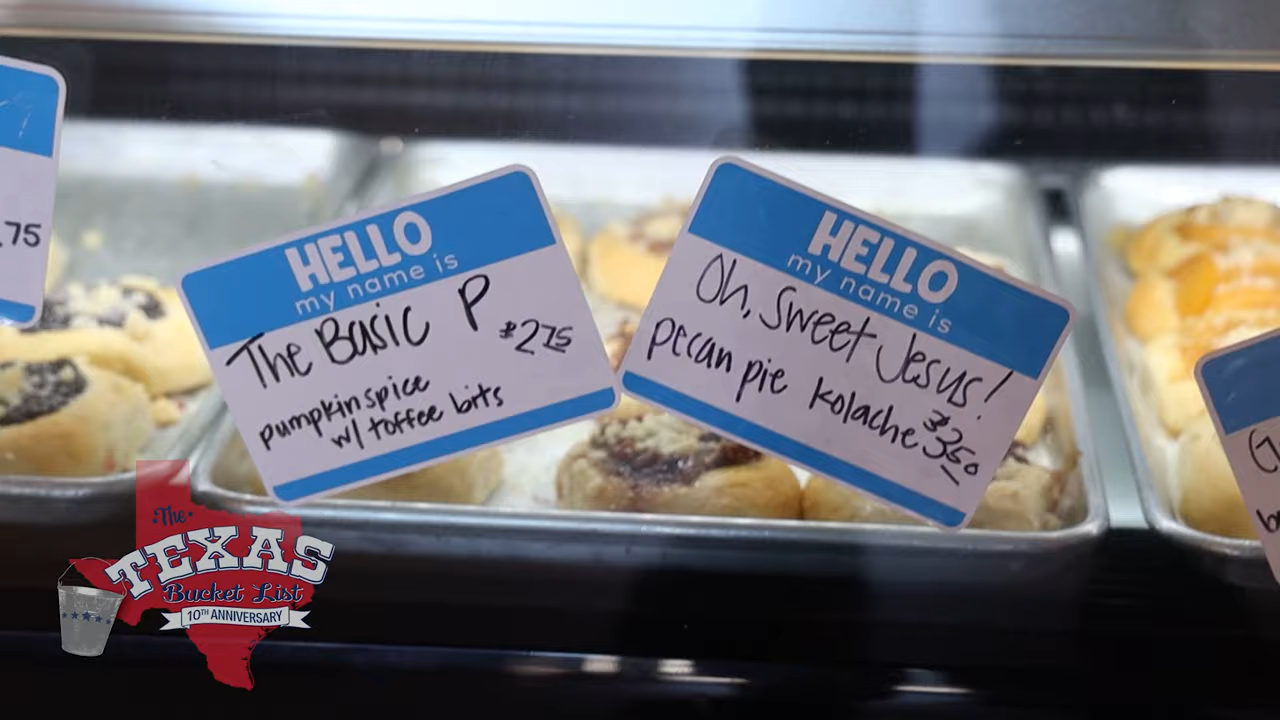 .75
HELLO
my name is
The Basic P
$2.75
pumpkin spice
w/ toffee bits
HELLO
my name is
Oh, Sweet Jesus!
pecan pie kolache
$3.50
The
TEXAS
Bucket List
10TH ANNIVERSARY